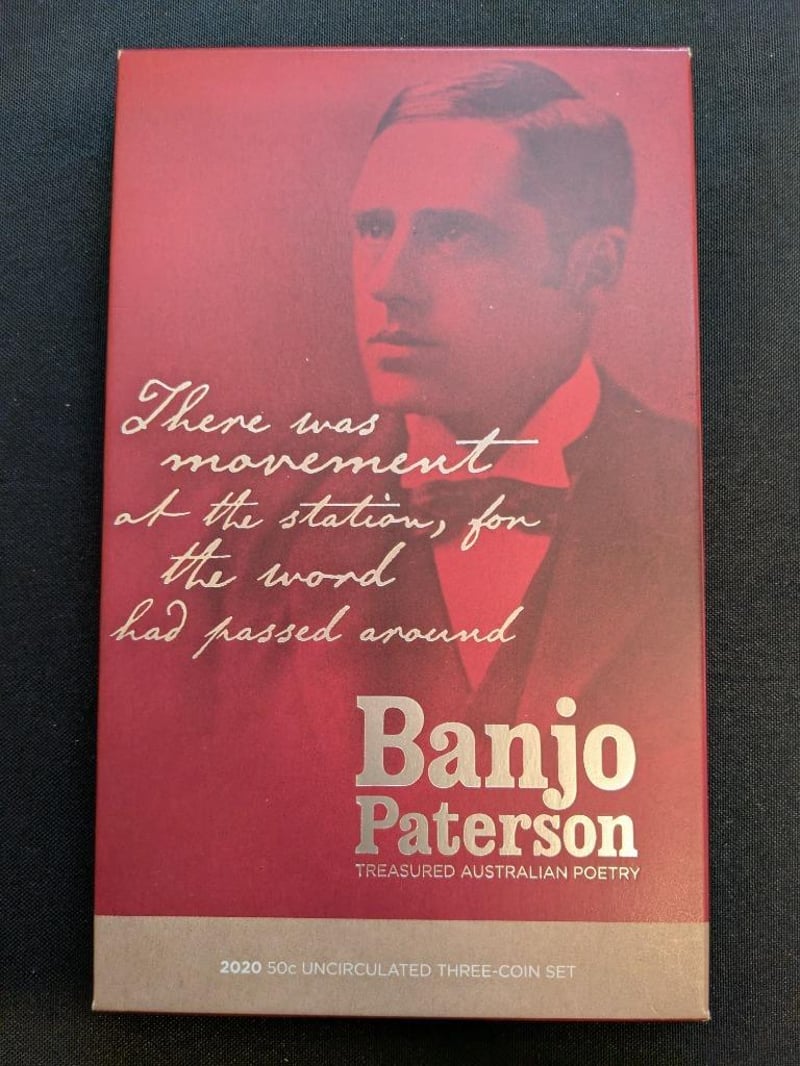 There was
movement
at the station, for
the word
had passed around
Banjo
Paterson
TREASURED AUSTRALIAN POETRY
2020 50c UNCIRCULATED THREE-COIN SET